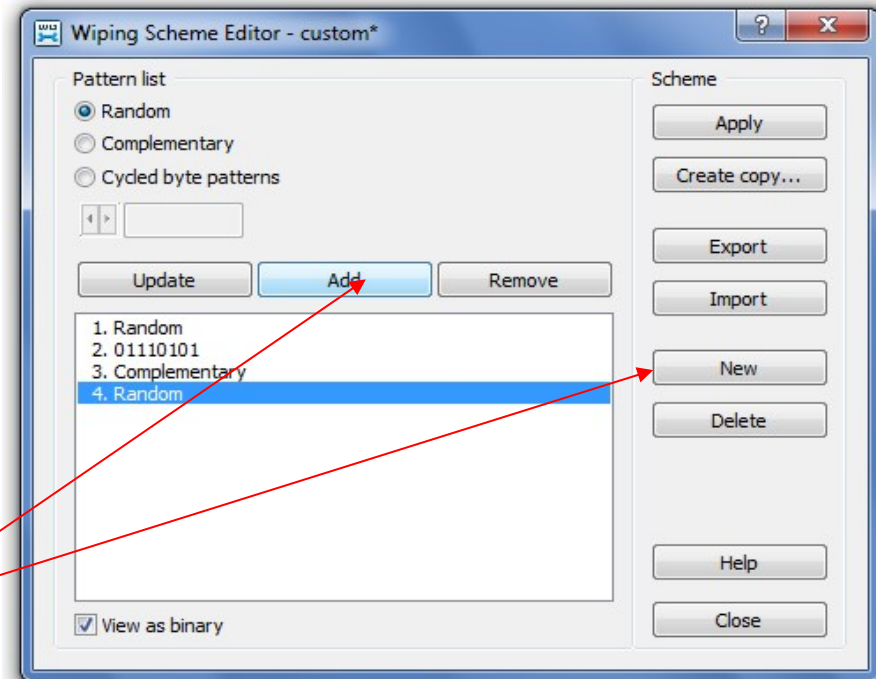 Wiping Scheme Editor - custom*
Pattern list
Random
Complementary
Cycled byte patterns
Update Add Remove
1. Random
2. 01110101
3. Complementary
4. Random
View as binary
Scheme
Apply
Create copy...
Export
Import
New
Delete
Help
Close